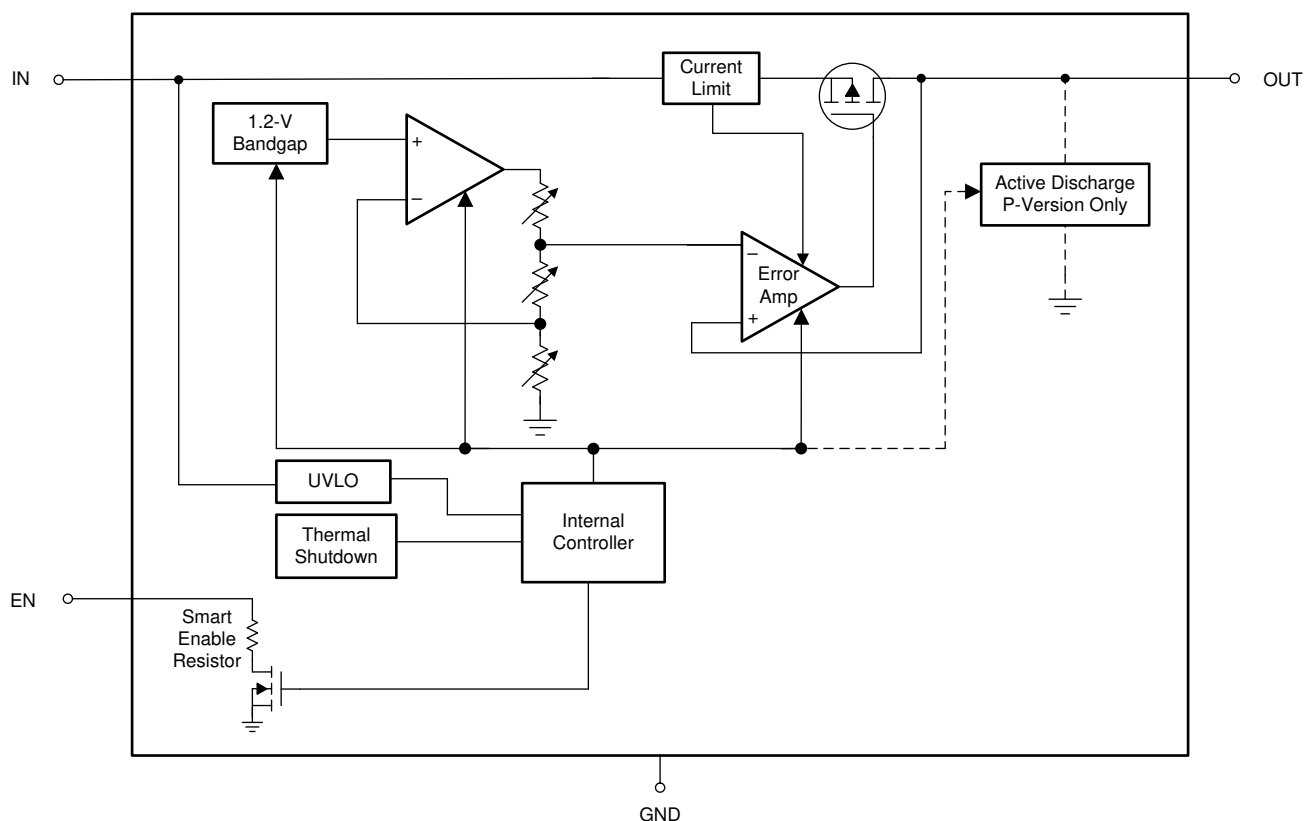 IN
Current
Limit
OUT
1.2-V
Bandgap
+
–
Active Discharge
P-Version Only
–
Error
Amp
+
UVLO
Thermal
Shutdown
Internal
Controller
EN
Smart
Enable
Resistor
GND